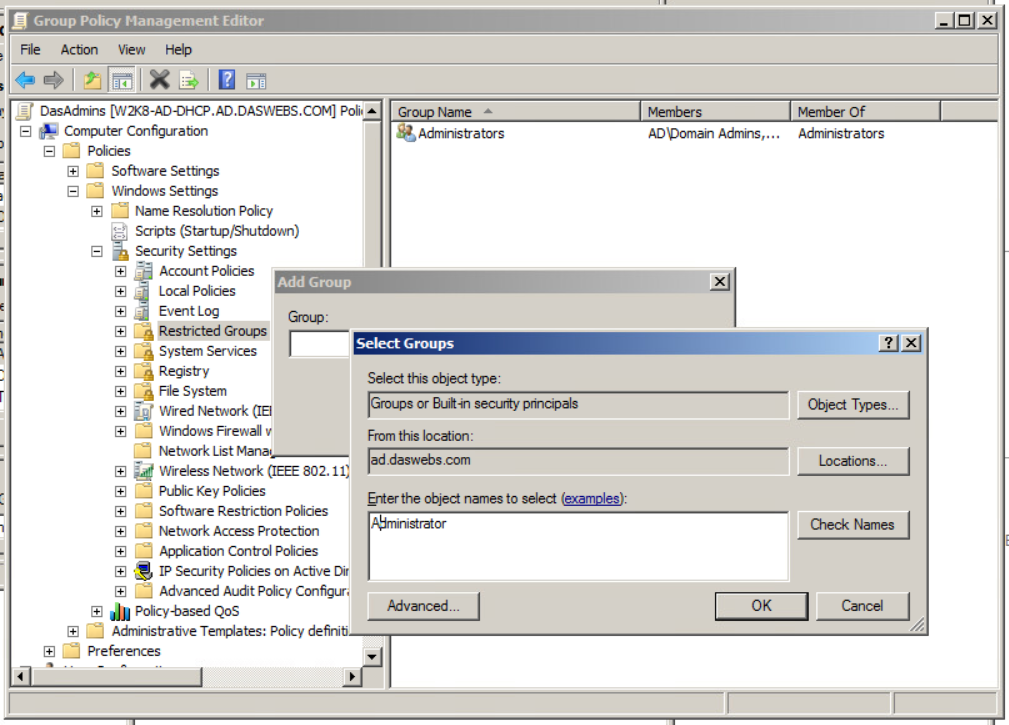 Group Policy Management Editor
File Action View Help
DasAdmins [W2K8-AD-DHCP.AD.DASWEBS.COM] Poli
Computer Configuration
Policies
Software Settings
Windows Settings
Name Resolution Policy
Scripts (Startup/Shutdown)
Security Settings
Account Policies
Local Policies
Event Log
Restricted Groups
System Services
Registry
File System
Wired Network (IEE
Windows Firewall w
Network List Mana
Wireless Network (IEEE 802.11)
Public Key Policies
Software Restriction Policies
Network Access Protection
Application Control Policies
IP Security Policies on Active Dir
Advanced Audit Policy Configura
Policy-based QoS
Administrative Templates: Policy definiti
Preferences
Group Name Members Member Of
Administrators AD\Domain Admins,... Administrators
Add Group
Group:
Select Groups
Select this object type:
Groups or Built-in security principals
Object Types...
From this location:
ad.daswebs.com
Locations...
Enter the object names to select (examples):
Administrator
Check Names
Advanced...
OK
Cancel